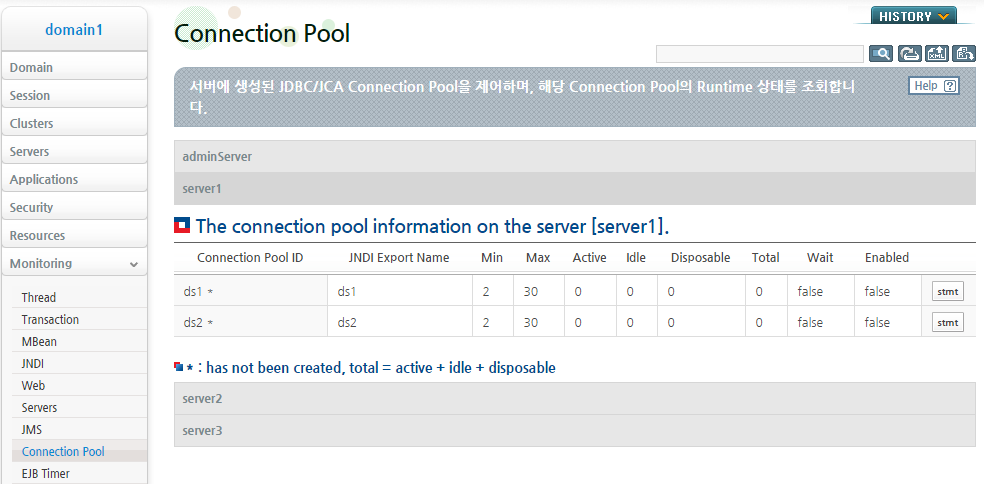 domain1
Domain
Session
Clusters
Servers
Applications
Security
Resources
Monitoring
Thread
Transaction
MBean
JNDI
Web
Servers
JMS
Connection Pool
EJB Timer
Connection Pool
HISTORY
XML
서버에 생성된 JDBC/JCA Connection Pool을 제어하며, 해당 Connection Pool의 Runtime 상태를 조회합니
다.
Help ?
adminServer
server1
The connection pool information on the server [server1].
Connection Pool ID JNDI Export Name Min Max Active Idle Disposable Total Wait Enabled
ds1 * ds1 2 30 0 0 0 0 false false stmt
ds2 * ds2 2 30 0 0 0 0 false false stmt
* : has not been created, total = active + idle + disposable
server2
server3